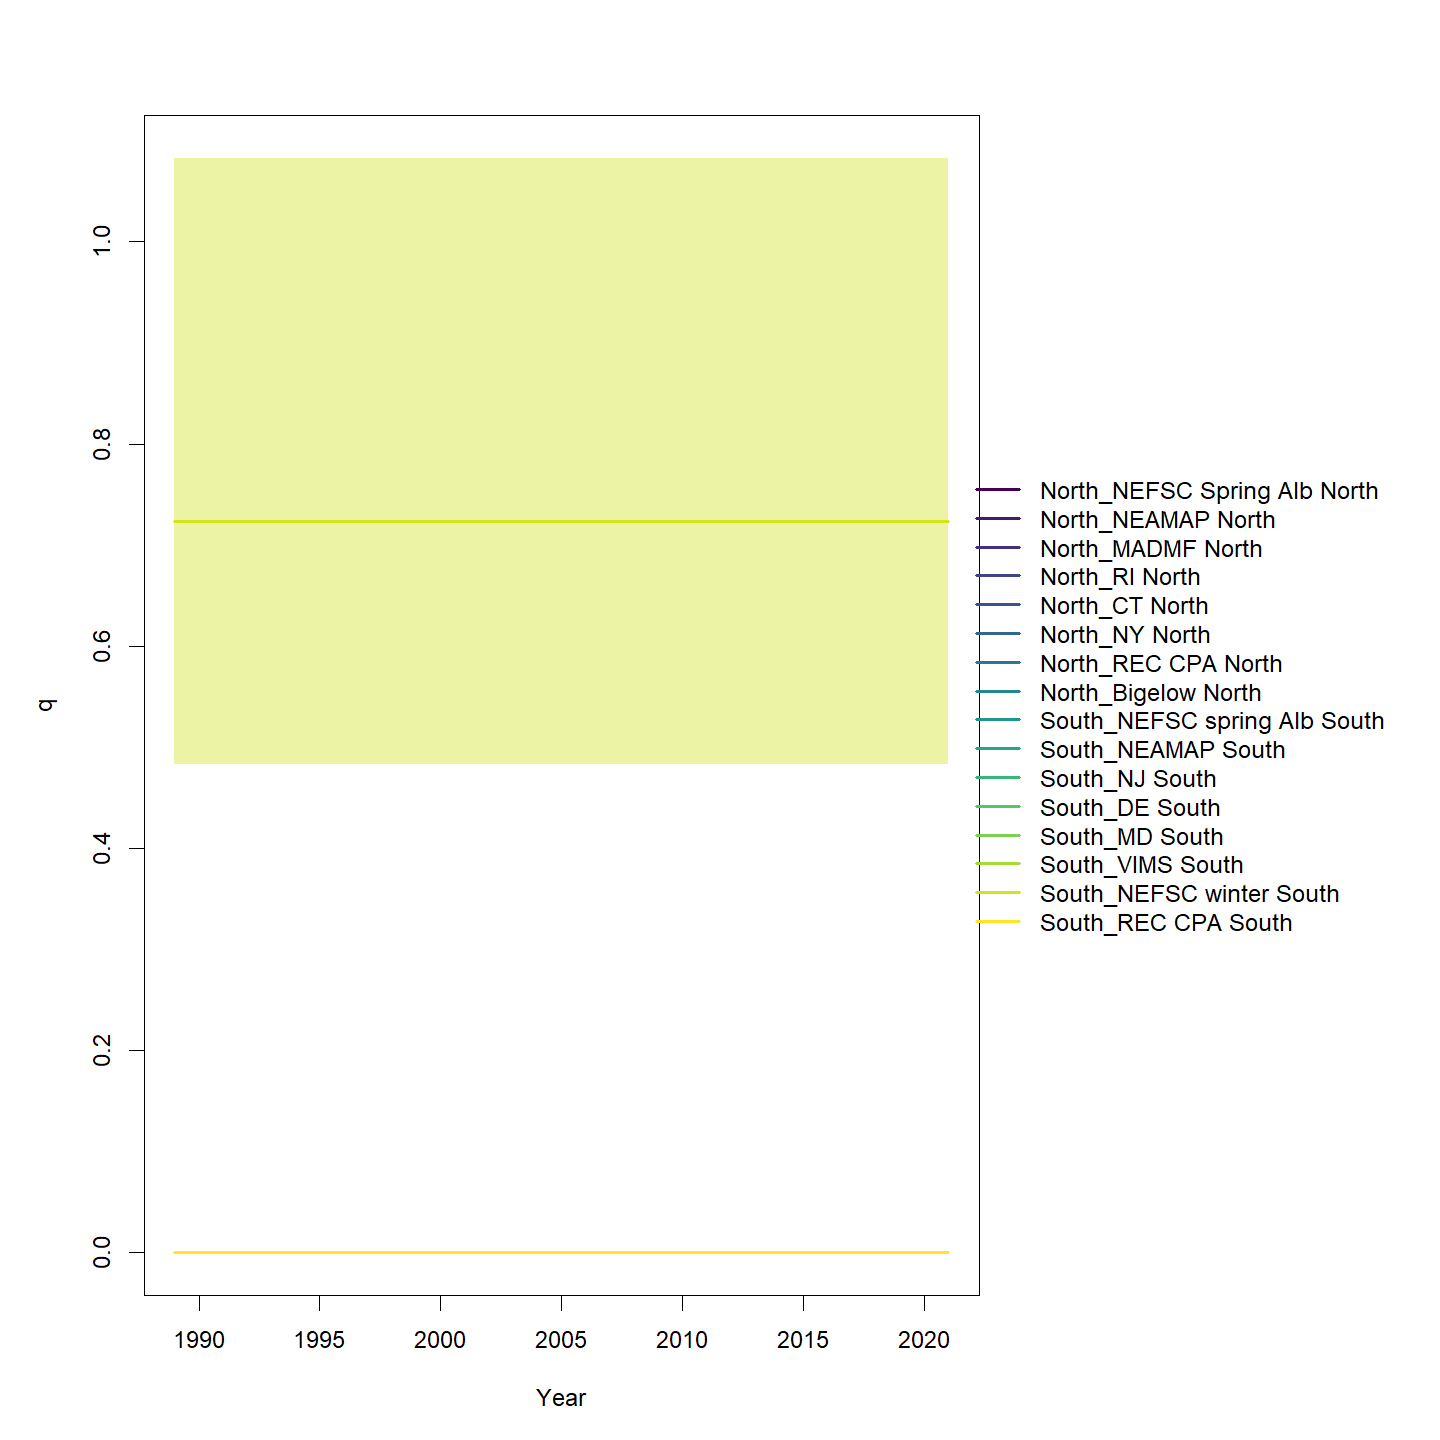 1.0
0.8
0.6
0.4
0.2
0.0
q
1990 1995 2000 2005 2010 2015 2020
Year
North_NEFSC Spring Alb North
North_NEAMAP North
North_MADMF North
North_RI North
North_CT North
North_NY North
North_REC CPA North
North_Bigelow North
South_NEFSC spring Alb South
South_NEAMAP South
South_NJ South
South_DE South
South_MD South
South_VIMS South
South_NEFSC winter South
South_REC CPA South